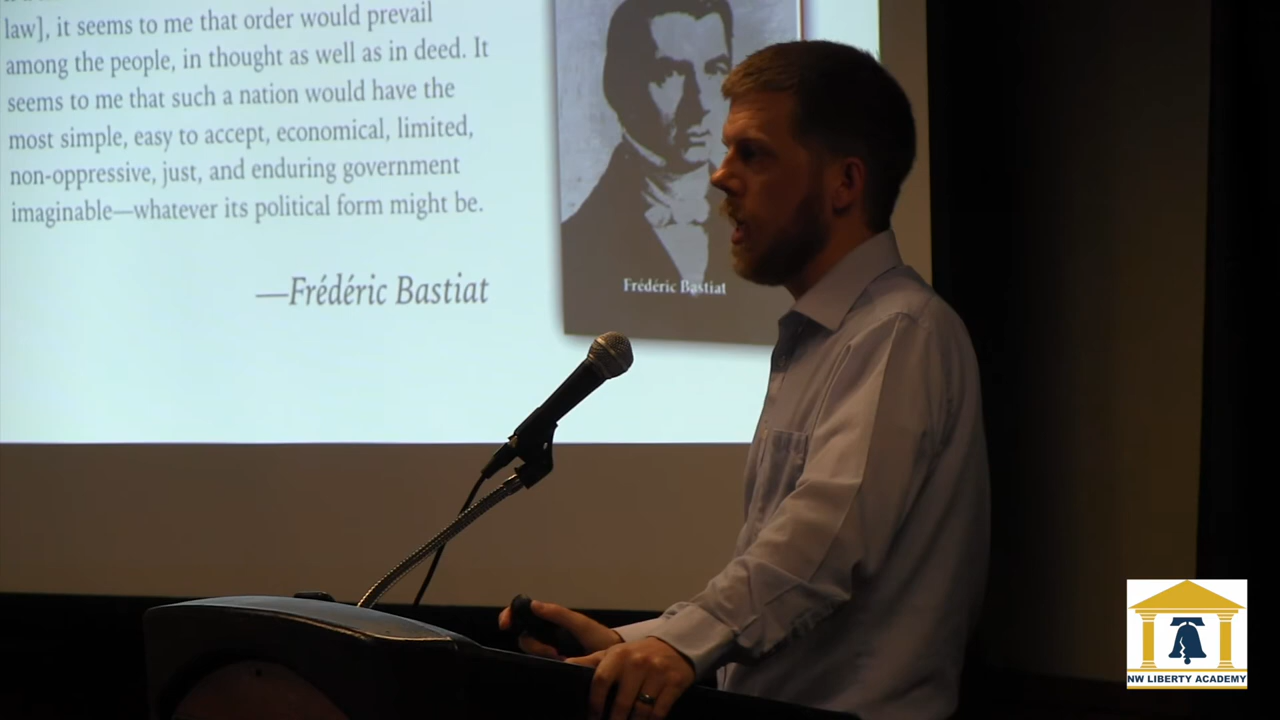 law], it seems to me that order would prevail
among the people, in thought as well as in deed. It
seems to me that such a nation would have the
most simple, easy to accept, economical, limited,
non-oppressive, just, and enduring government
imaginable—whatever its political form might be.
—Frédéric Bastiat
Frédéric Bastiat
NW LIBERTY ACADEMY